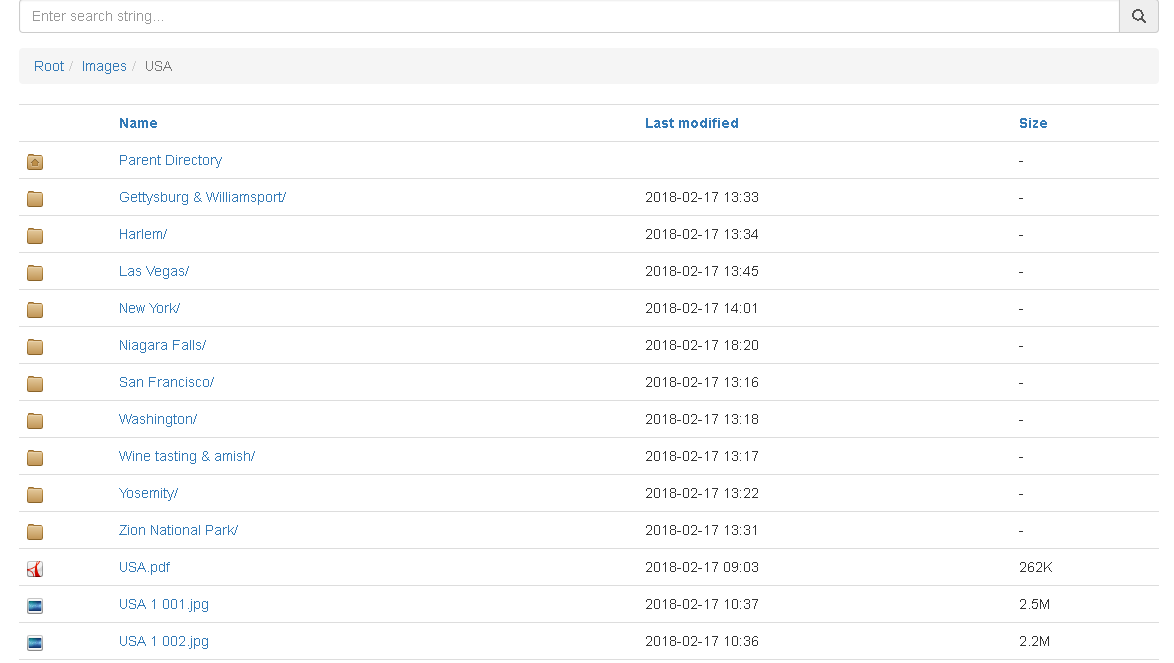 Enter search string...
Root / Images / USA
Name Last modified Size
Parent Directory -
Gettysburg & Williamsport/ 2018-02-17 13:33 -
Harlem/ 2018-02-17 13:34 -
Las Vegas/ 2018-02-17 13:45 -
New York/ 2018-02-17 14:01 -
Niagara Falls/ 2018-02-17 18:20 -
San Francisco/ 2018-02-17 13:16 -
Washington/ 2018-02-17 13:18 -
Wine tasting & amish/ 2018-02-17 13:17 -
Yosemity/ 2018-02-17 13:22 -
Zion National Park/ 2018-02-17 13:31 -
USA.pdf 2018-02-17 09:03 262K
USA 1 001.jpg 2018-02-17 10:37 2.5M
USA 1 002.jpg 2018-02-17 10:36 2.2M